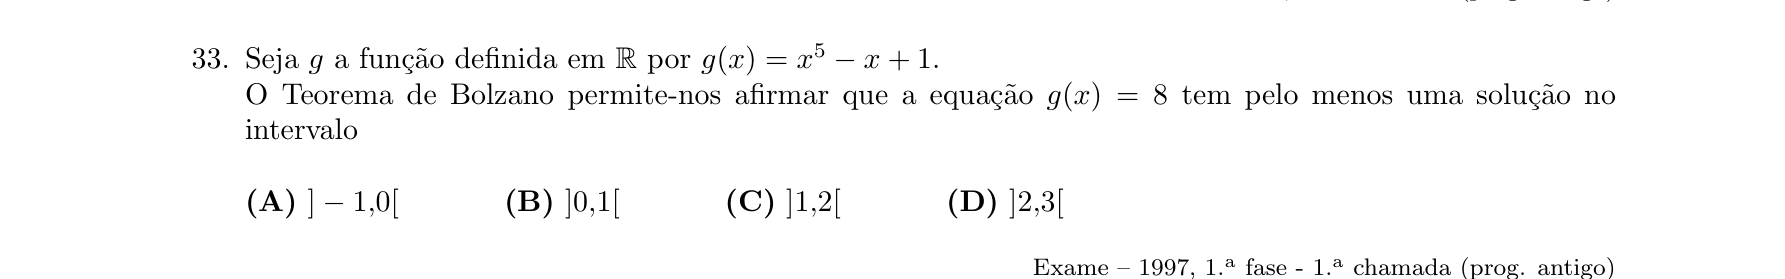 33. Seja g a função definida em ℝ por g(x) = x⁵ − x + 1.
O Teorema de Bolzano permite-nos afirmar que a equação g(x) = 8 tem pelo menos uma solução no
intervalo
(A) ] − 1,0[ (B) ]0,1[ (C) ]1,2[ (D) ]2,3[
Exame – 1997, 1.ª fase - 1.ª chamada (prog. antigo)